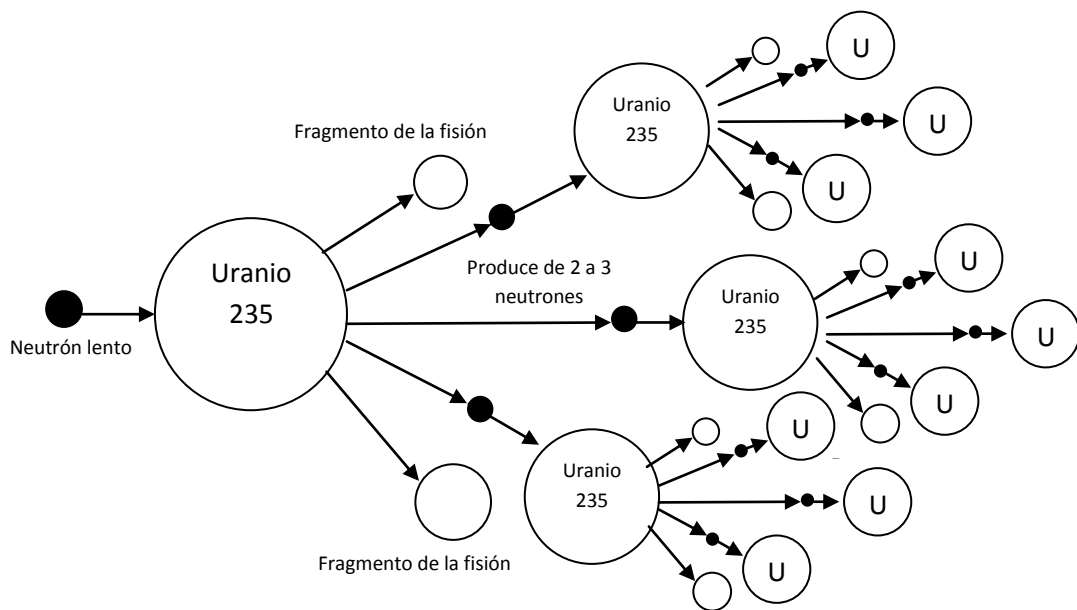 Uranio
235
U
U
U
Fragmento de la fisión
Uranio
235
Neutrón lento
Produce de 2 a 3
neutrones
Uranio
235
U
U
U
Uranio
235
U
U
U
Fragmento de la fisión